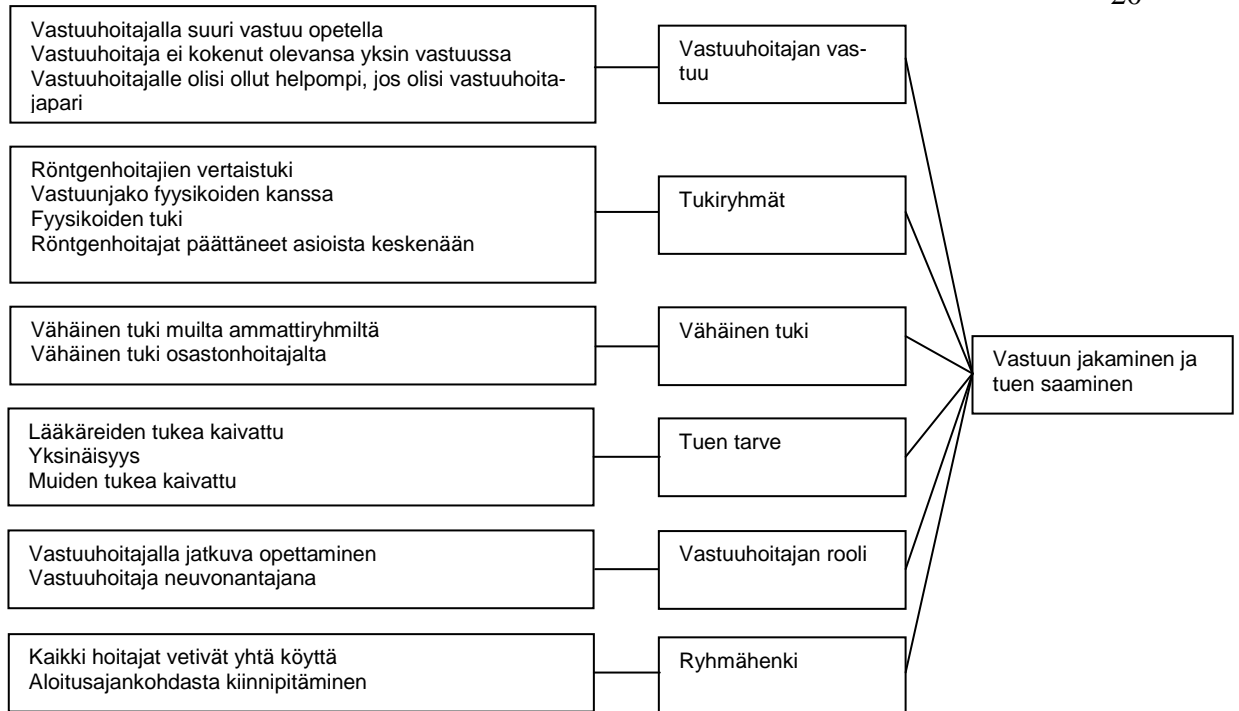 20
Vastuuhoitajalla suuri vastuu opetella
Vastuuhoitaja ei kokenut olevansa yksin vastuussa
Vastuuhoitajalle olisi ollut helpompi, jos olisi vastuuhoita-
japari
Vastuuhoitajan vas-
tuu
Röntgenhoitajien vertaistuki
Vastuunjako fyysikoiden kanssa
Fyysikoiden tuki
Röntgenhoitajat päättäneet asioista keskenään
Tukiryhmät
Vähäinen tuki muilta ammattiryhmiltä
Vähäinen tuki osastonhoitajalta
Vähäinen tuki
Lääkäreiden tukea kaivattu
Yksinäisyys
Muiden tukea kaivattu
Tuen tarve
Vastuuhoitajalla jatkuva opettaminen
Vastuuhoitaja neuvonantajana
Vastuuhoitajan rooli
Kaikki hoitajat vetivät yhtä köyttä
Aloitusajankohdasta kiinnipitäminen
Ryhmähenki
Vastuun jakaminen ja
tuen saaminen